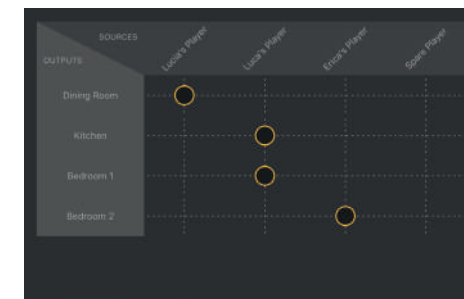 SOURCES
OUTPUTS
Lucia's Player
Luca's Player
Erica's Player
Spare Player
Dining Room
Kitchen
Bedroom 1
Bedroom 2